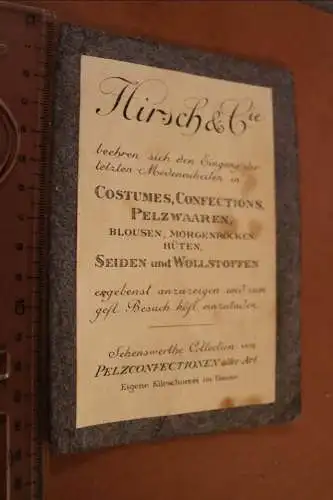 Hirsch & Cie
beehren sich den Eingang der
letzten Modeneuheiten in
COSTUMES, CONFECTIONS,
PELZWAAREN,
BLOUSEN, MORGENRÖCKEN,
HÜTEN,
SEIDEN und WOLLSTOFFEN
ergebenst anzuzeigen und zum
gefl. Besuch höfl. einzuladen.
Sehenswerthe Collection von
PELZCONFECTIONEN aller Art.
Eigene Kürschnerei im Hause